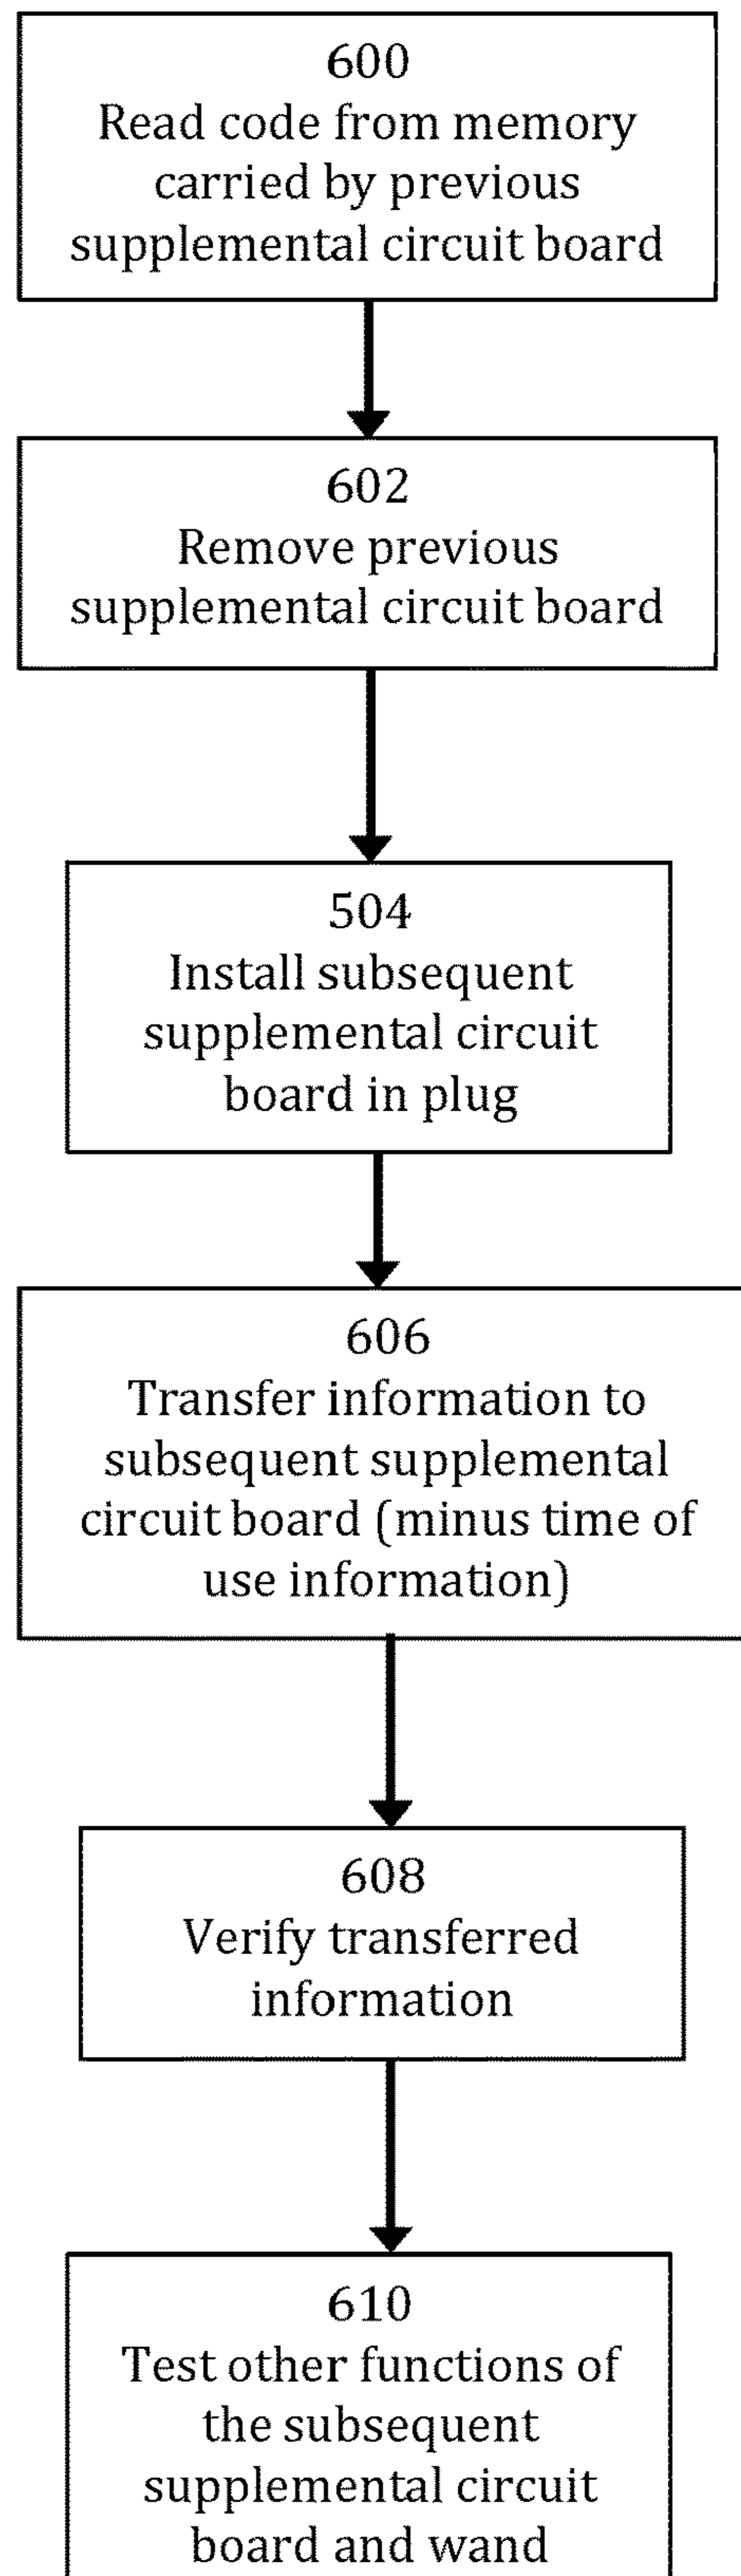 600
Read code from memory
carried by previous
supplemental circuit board
602
Remove previous
supplemental circuit board
504
Install subsequent
supplemental circuit
board in plug
606
Transfer information to
subsequent supplemental
circuit board (minus time of
use information)
608
Verify transferred
information
610
Test other functions of
the subsequent
supplemental circuit
board and wand